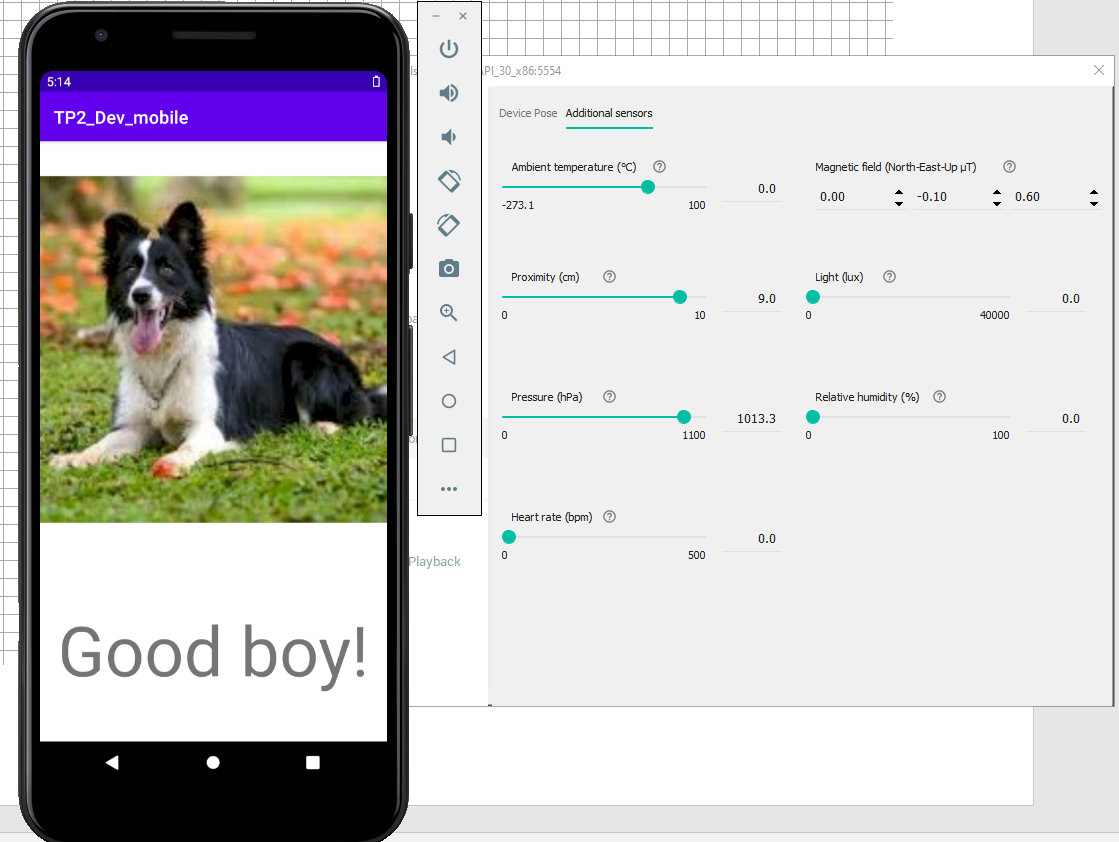 5:14
TP2_Dev_mobile
Good boy!
API_30_x86:5554
Device Pose Additional sensors
Ambient temperature (°C)
0.0
-273.1 100
Magnetic field (North-East-Up µT)
0.00 -0.10 0.60
Proximity (cm)
9.0
0 10
Light (lux)
0.0
0 40000
Pressure (hPa)
1013.3
0 1100
Relative humidity (%)
0.0
0 100
Heart rate (bpm)
0.0
0 500
Playback